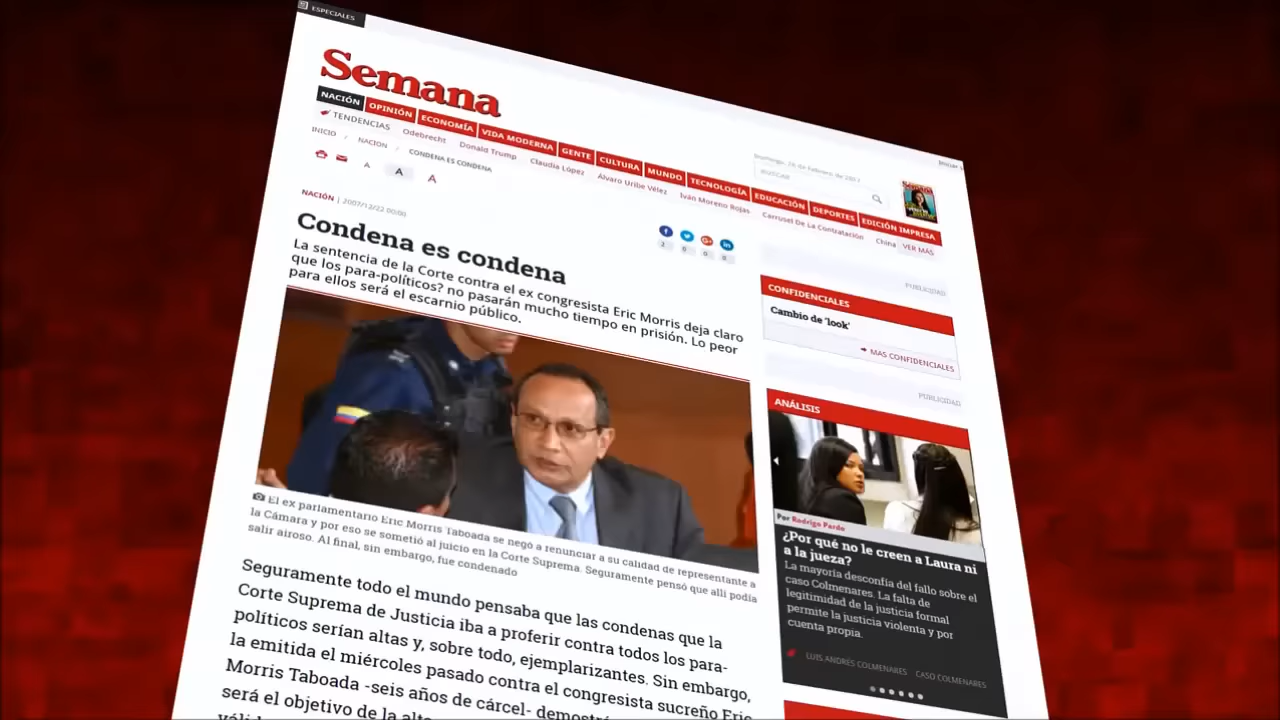 ESPECIALES
Semana
NACIÓN OPINIÓN ECONOMÍA VIDA MODERNA GENTE CULTURA MUNDO TECNOLOGÍA EDUCACIÓN DEPORTES EDICIÓN IMPRESA
TENDENCIAS Odebrecht Donald Trump Claudia López Álvaro Uribe Vélez Iván Moreno Rojas Carrusel De La Contratación China VER MÁS
INICIO / NACIÓN / CONDENA ES CONDENA
BUSCAR
A A A
NACIÓN | 2007/12/22 00:00
Condena es condena
La sentencia de la Corte contra el ex congresista Eric Morris deja claro
que los para-políticos? no pasarán mucho tiempo en prisión. Lo peor
para ellos será el escarnio público.
El ex parlamentario Eric Morris Taboada se negó a renunciar a su calidad de representante a
la Cámara y por eso se sometió al juicio en la Corte Suprema. Seguramente pensó que allí podía
salir airoso. Al final, sin embargo, fue condenado
Seguramente todo el mundo pensaba que las condenas que la
Corte Suprema de Justicia iba a proferir contra todos los para-
políticos serían altas y, sobre todo, ejemplarizantes. Sin embargo,
la emitida el miércoles pasado contra el congresista sucreño Eric
Morris Taboada -seis años de cárcel-
será el objetivo de la
PUBLICIDAD
CONFIDENCIALES
Cambio de 'look'
MAS CONFIDENCIALES
PUBLICIDAD
ANÁLISIS
Por Rodrigo Pardo
¿Por qué no le creen a Laura ni
a la jueza?
La mayoría desconfía del fallo sobre el
caso Colmenares. La falta de
legitimidad de la justicia formal
permite la justicia violenta y por
cuenta propia.
LUIS ANDRÉS COLMENARES CASO COLMENARES